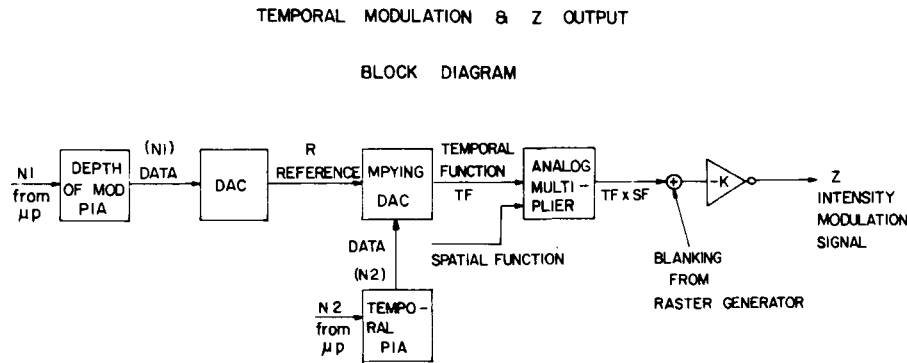 TEMPORAL MODULATION & Z OUTPUT
BLOCK DIAGRAM
N1
from
μp
DEPTH
OF MOD
PIA
(N1)
DATA
DAC
R
REFERENCE
MPYING
DAC
TEMPORAL
FUNCTION
TF
ANALOG
MULTI-
PLIER
TF x SF
+
-K
Z
INTENSITY
MODULATION
SIGNAL
DATA
(N2)
SPATIAL FUNCTION
BLANKING
FROM
RASTER GENERATOR
N2
from
μp
TEMPO-
RAL
PIA